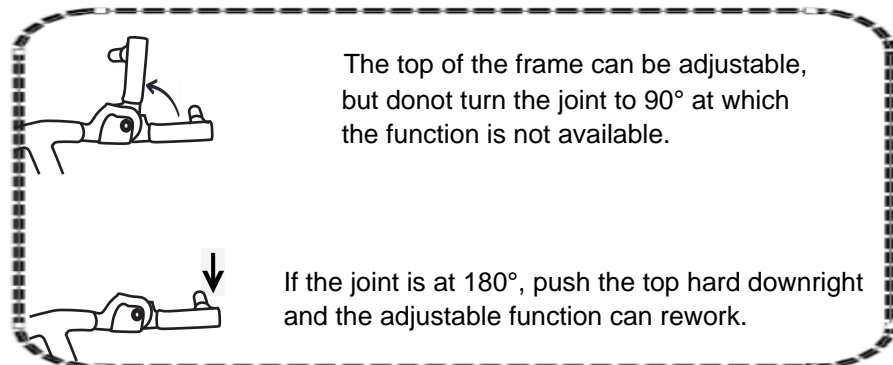 The top of the frame can be adjustable,
but donot turn the joint to 90° at which
the function is not available.
If the joint is at 180°, push the top hard downright
and the adjustable function can rework.